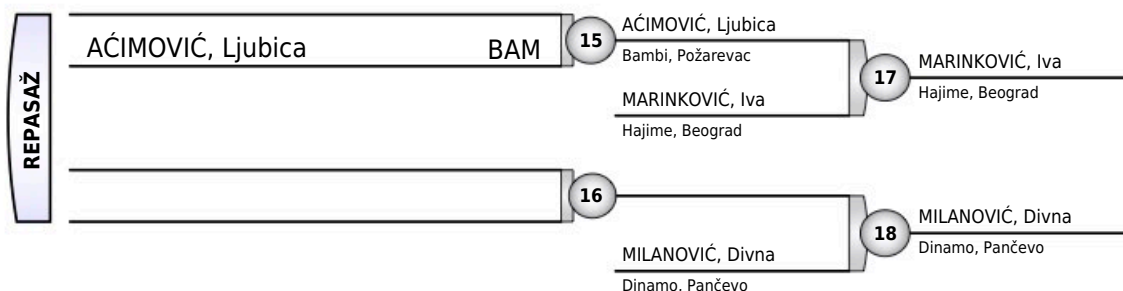 REPASAŽ
AĆIMOVIĆ, Ljubica BAM
15
AĆIMOVIĆ, Ljubica
Bambi, Požarevac
MARINKOVIĆ, Iva
Hajime, Beograd
17
MARINKOVIĆ, Iva
Hajime, Beograd
16
MILANOVIĆ, Divna
Dinamo, Pančevo
18
MILANOVIĆ, Divna
Dinamo, Pančevo